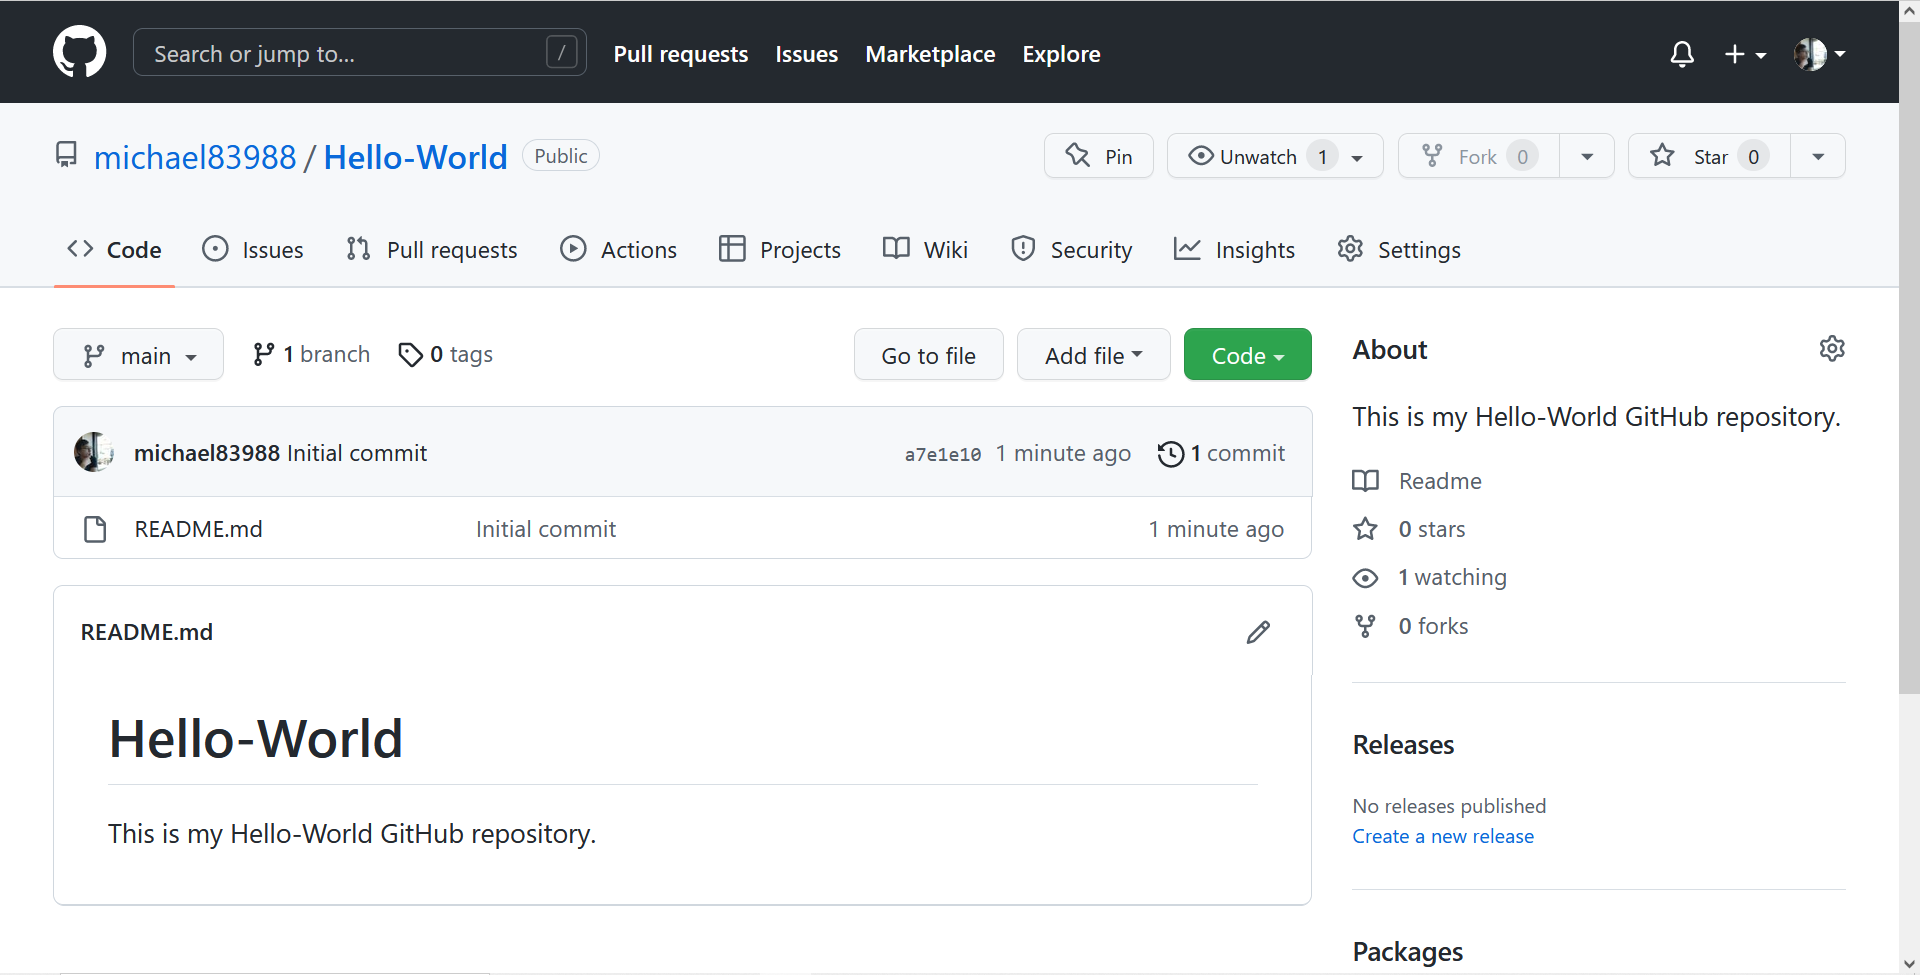 Search or jump to... /
Pull requests Issues Marketplace Explore
michael83988 / Hello-World Public
Pin Unwatch 1 Fork 0 Star 0
Code Issues Pull requests Actions Projects Wiki Security Insights Settings
main 1 branch 0 tags Go to file Add file Code
michael83988 Initial commit a7e1e10 1 minute ago 1 commit
README.md Initial commit 1 minute ago
README.md
Hello-World
This is my Hello-World GitHub repository.
About
This is my Hello-World GitHub repository.
Readme
0 stars
1 watching
0 forks
Releases
No releases published
Create a new release
Packages